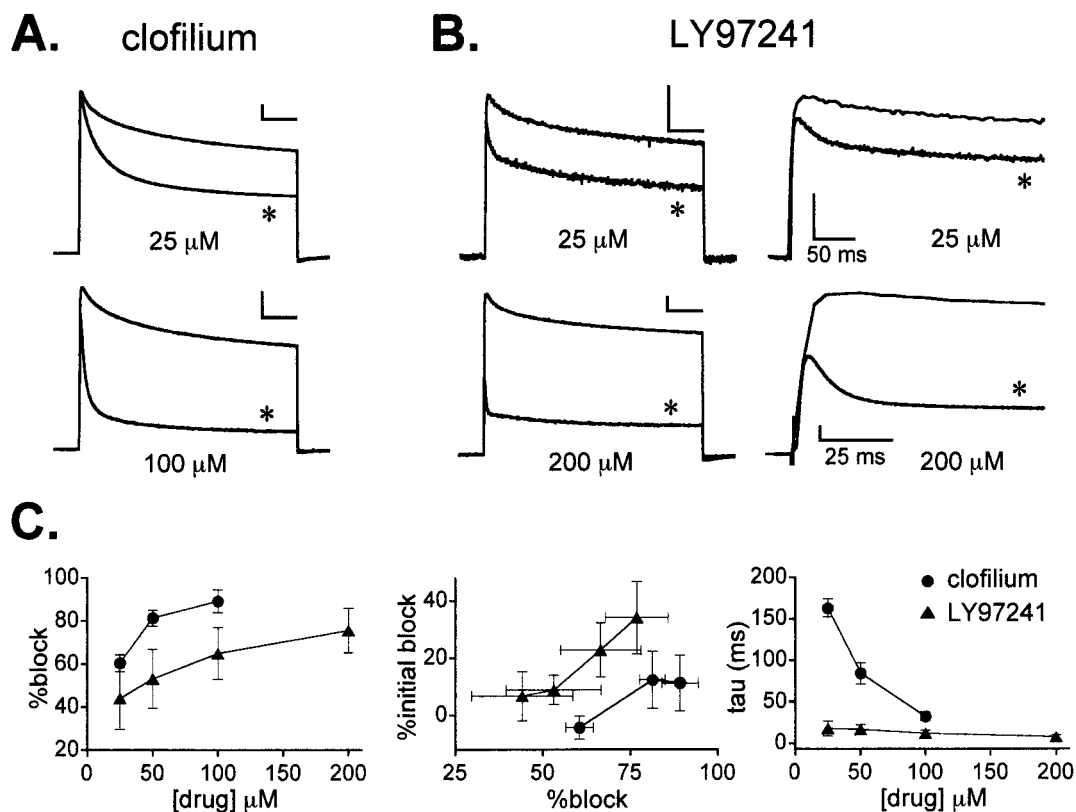 A. clofilium
B. LY97241
*
25 μM
*
25 μM
*
50 ms
25 μM
*
100 μM
*
200 μM
*
25 ms
200 μM
C.
%block
100
80
60
40
20
0 50 100 150 200
[drug] μM
%initial block
40
20
0
25 50 75 100
%block
tau (ms)
200
150
100
50
0
0 50 100 150 200
[drug] μM
clofilium
LY97241